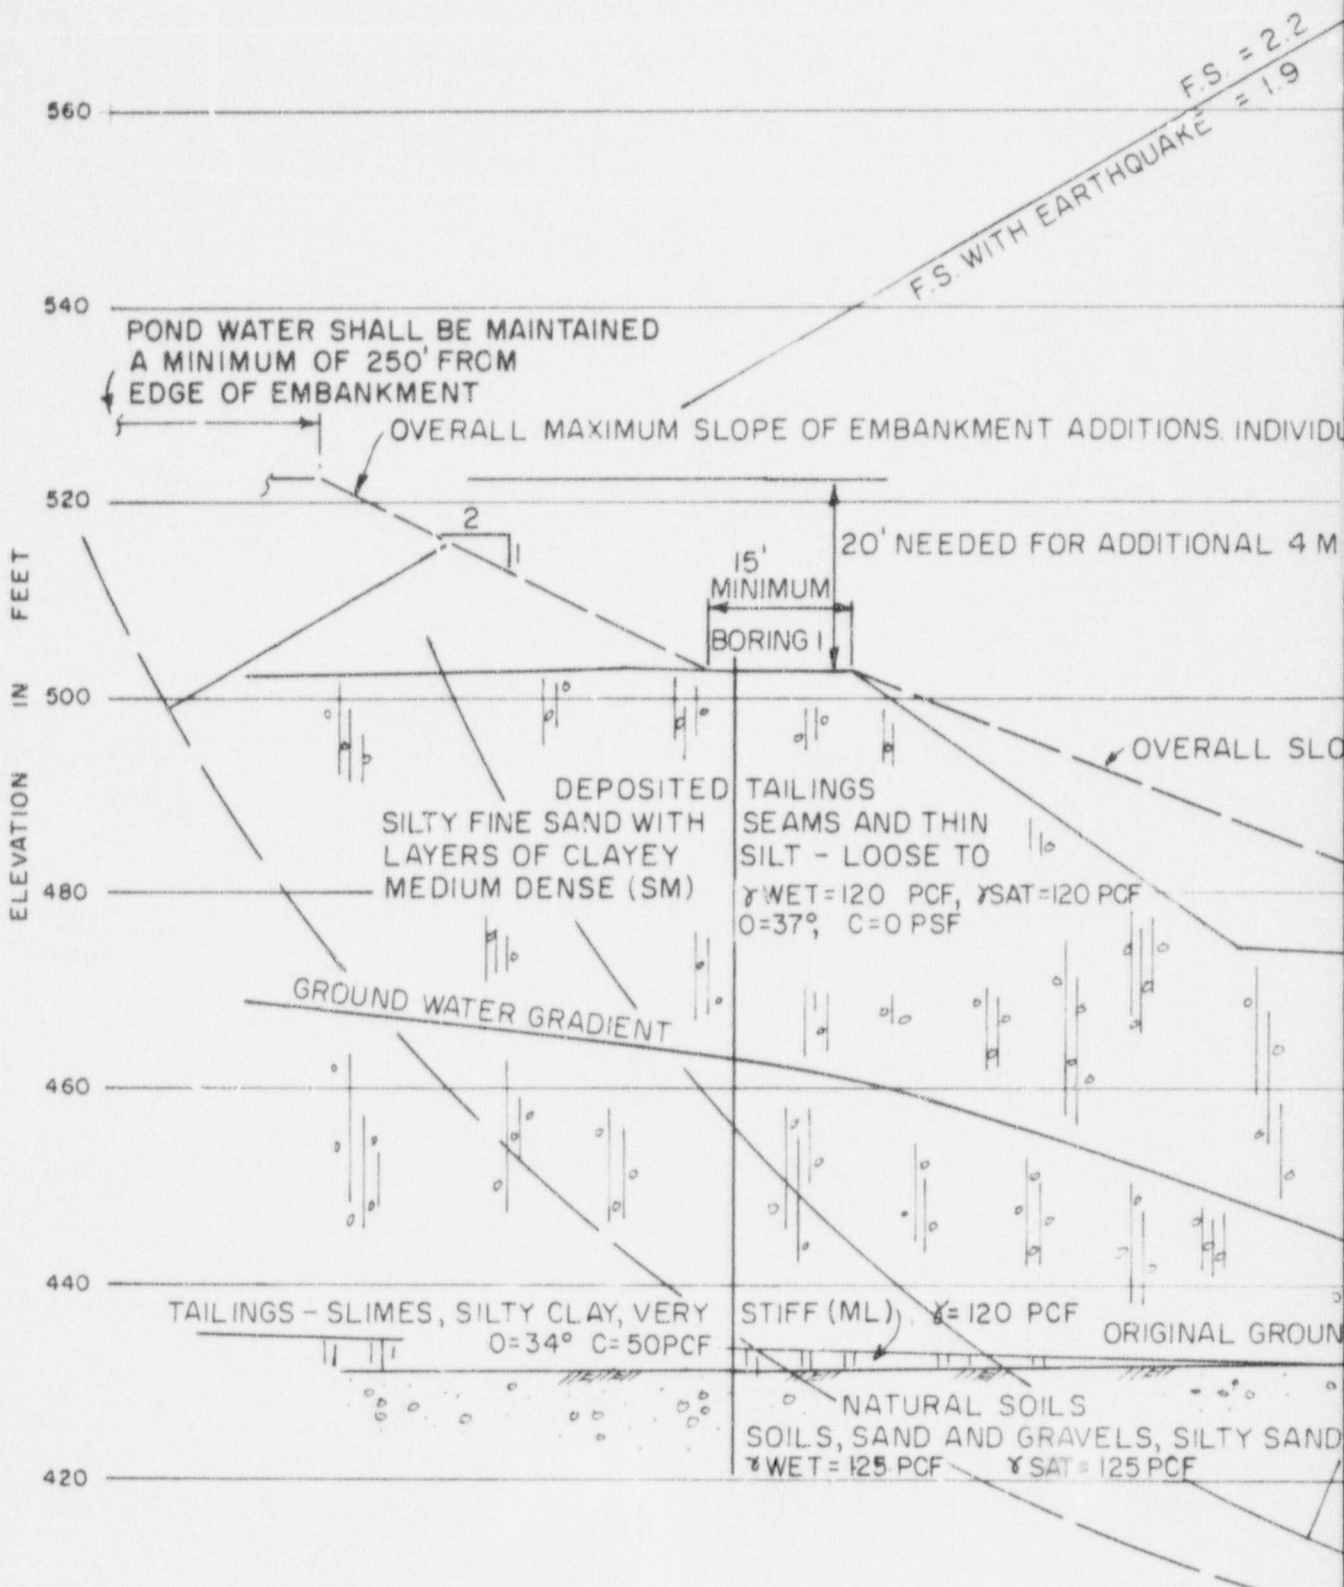 F.S. = 2.2
F.S. WITH EARTHQUAKE = 1.9
560
540
POND WATER SHALL BE MAINTAINED
A MINIMUM OF 250' FROM
EDGE OF EMBANKMENT
OVERALL MAXIMUM SLOPE OF EMBANKMENT ADDITIONS. INDIVIDU
520
2
1
20' NEEDED FOR ADDITIONAL 4 M
15'
MINIMUM
BORING 1
ELEVATION IN FEET
500
OVERALL SLO
DEPOSITED TAILINGS
SILTY FINE SAND WITH SEAMS AND THIN
LAYERS OF CLAYEY SILT - LOOSE TO
MEDIUM DENSE (SM)
480
γWET=120 PCF, γSAT=120 PCF
O=37°, C=0 PSF
GROUND WATER GRADIENT
460
440
TAILINGS - SLIMES, SILTY CLAY, VERY STIFF (ML), γ=120 PCF
O=34° C=50PCF
ORIGINAL GROUN
NATURAL SOILS
SOILS, SAND AND GRAVELS, SILTY SAND
γWET=125 PCF γSAT=125 PCF
420